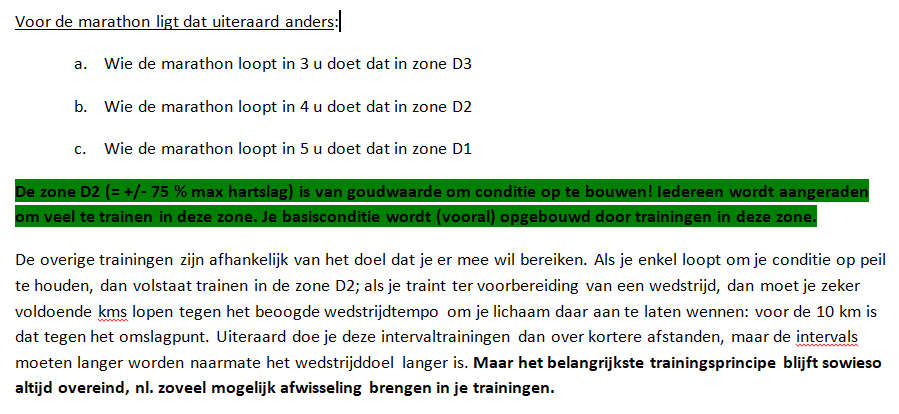 Voor de marathon ligt dat uiteraard anders:
a. Wie de marathon loopt in 3 u doet dat in zone D3
b. Wie de marathon loopt in 4 u doet dat in zone D2
c. Wie de marathon loopt in 5 u doet dat in zone D1
De zone D2 (= +/- 75 % max hartslag) is van goudwaarde om conditie op te bouwen! Iedereen wordt aangeraden
om veel te trainen in deze zone. Je basisconditie wordt (vooral) opgebouwd door trainingen in deze zone.
De overige trainingen zijn afhankelijk van het doel dat je er mee wil bereiken. Als je enkel loopt om je conditie op peil
te houden, dan volstaat trainen in de zone D2; als je traint ter voorbereiding van een wedstrijd, dan moet je zeker
voldoende kms lopen tegen het beoogde wedstrijdtempo om je lichaam daar aan te laten wennen: voor de 10 km is
dat tegen het omslagpunt. Uiteraard doe je deze intervaltrainingen dan over kortere afstanden, maar de intervals
moeten langer worden naarmate het wedstrijddoel langer is. Maar het belangrijkste trainingsprincipe blijft sowieso
altijd overeind, nl. zoveel mogelijk afwisseling brengen in je trainingen.